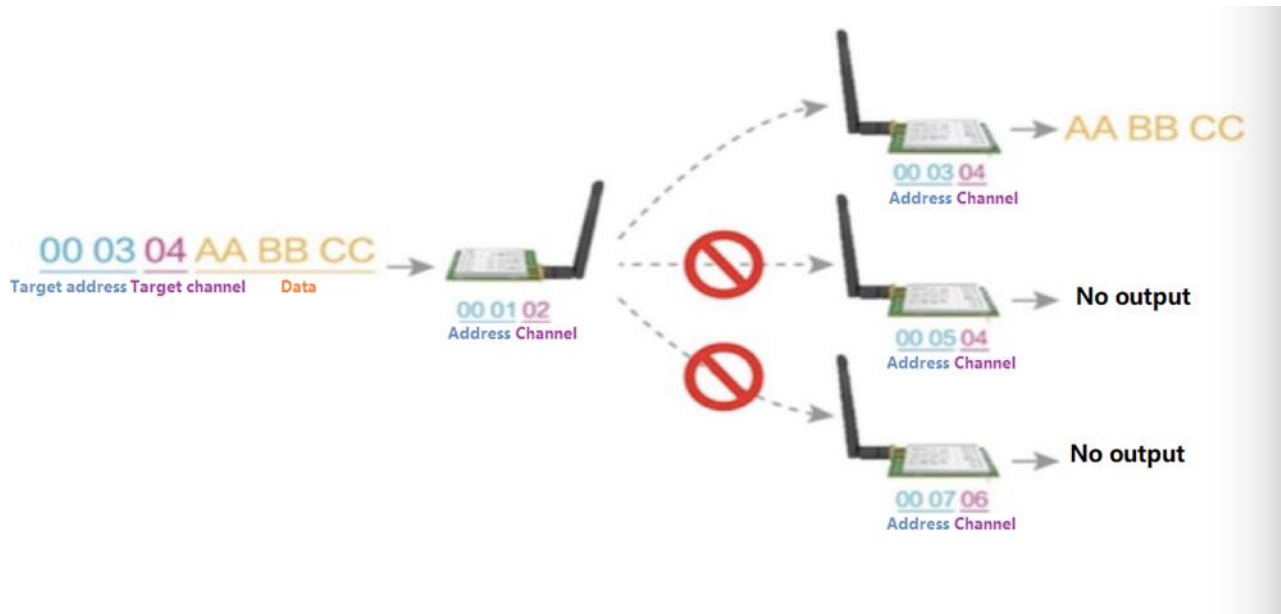 00 03 04 AA BB CC
Target address Target channel Data
00 01 02
Address Channel
AA BB CC
00 03 04
Address Channel
No output
00 05 04
Address Channel
No output
00 07 06
Address Channel